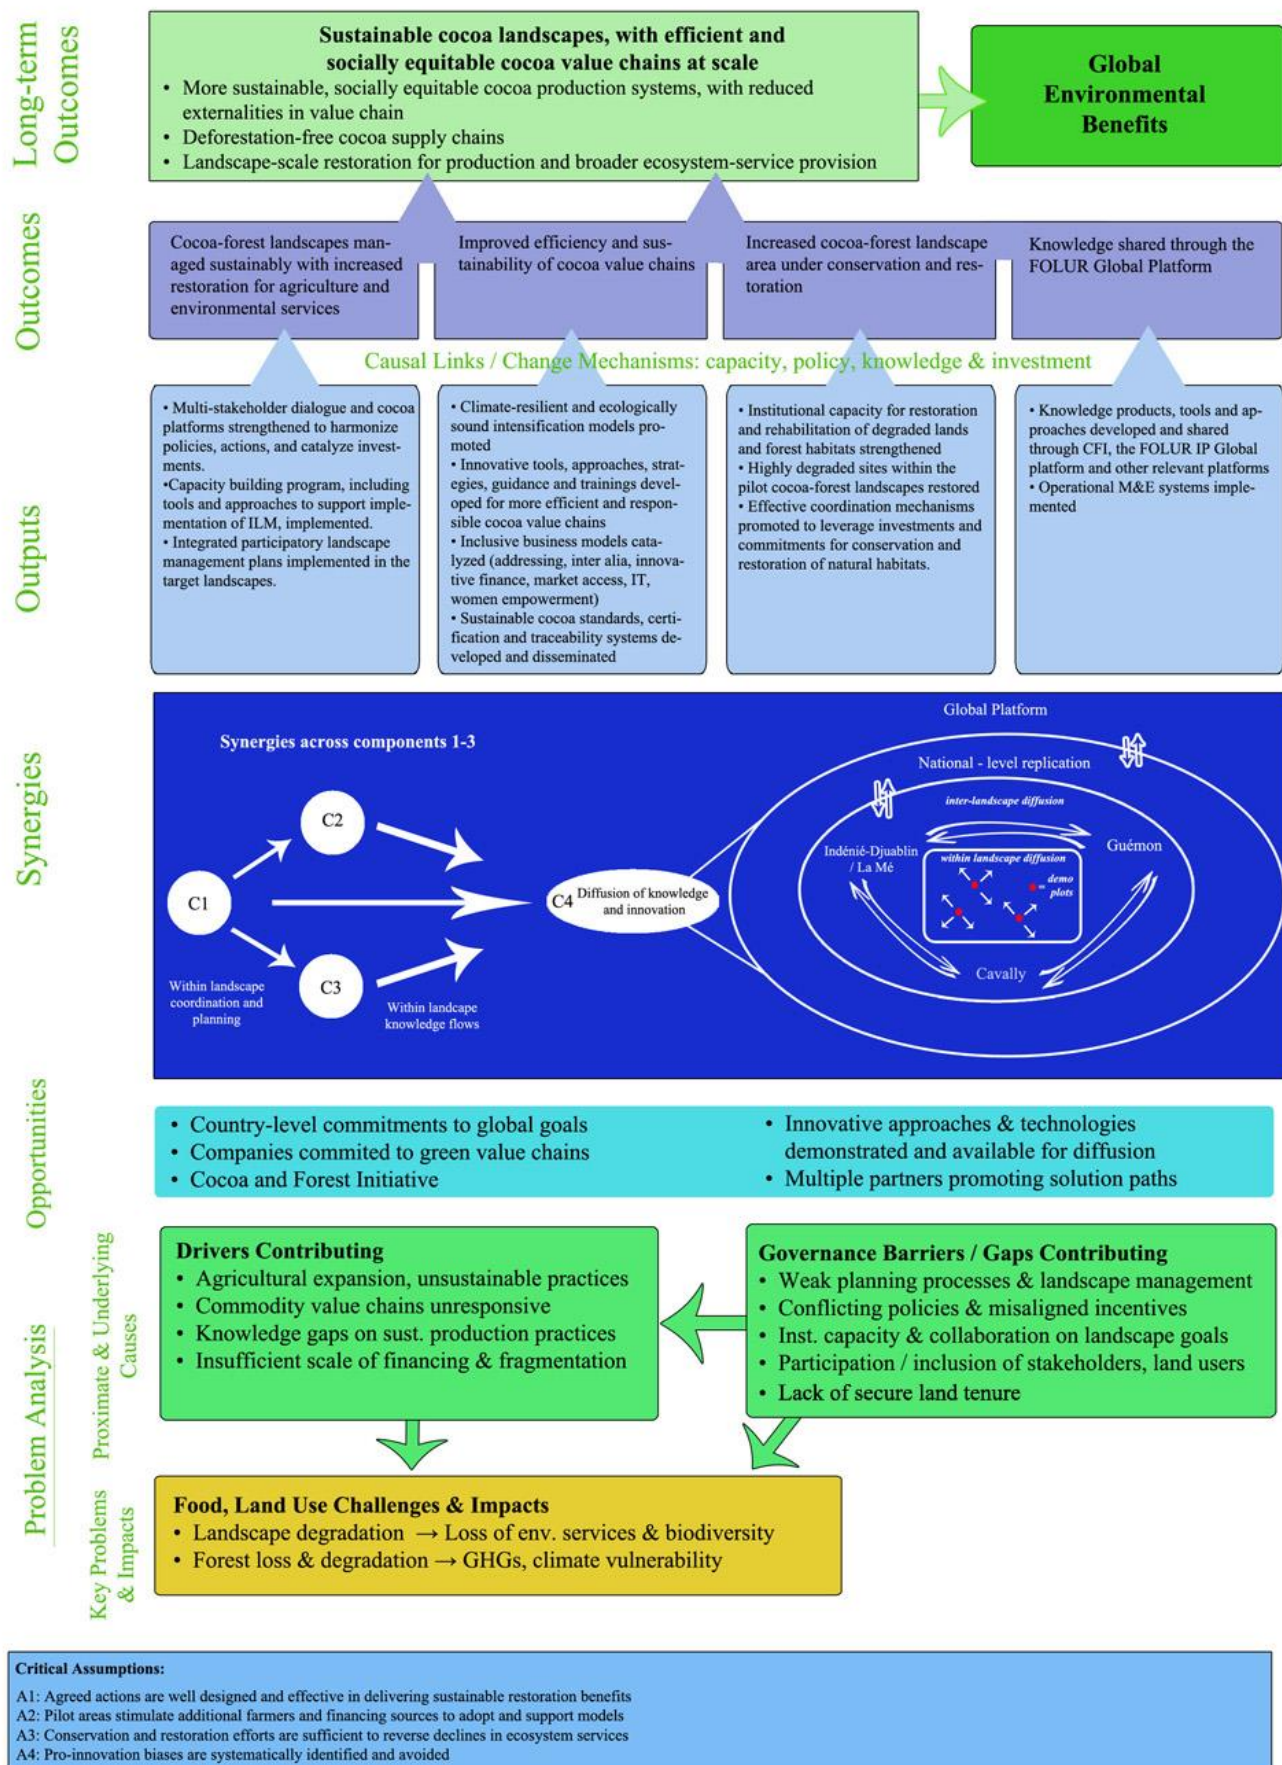 Long-term
Outcomes
Sustainable cocoa landscapes, with efficient and
socially equitable cocoa value chains at scale
• More sustainable, socially equitable cocoa production systems, with reduced
externalities in value chain
• Deforestation-free cocoa supply chains
• Landscape-scale restoration for production and broader ecosystem-service provision
Global
Environmental
Benefits
Outcomes
Cocoa-forest landscapes man-
aged sustainably with increased
restoration for agriculture and
environmental services
Improved efficiency and sus-
tainability of cocoa value chains
Increased cocoa-forest landscape
area under conservation and res-
toration
Knowledge shared through the
FOLUR Global Platform
Causal Links / Change Mechanisms: capacity, policy, knowledge & investment
Outputs
• Multi-stakeholder dialogue and cocoa
platforms strengthened to harmonize
policies, actions, and catalyze invest-
ments.
•Capacity building program, including
tools and approaches to support imple-
mentation of ILM, implemented.
• Integrated participatory landscape
management plans implemented in the
target landscapes.
• Climate-resilient and ecologically
sound intensification models pro-
moted
• Innovative tools, approaches, strat-
egies, guidance and trainings devel-
oped for more efficient and respon-
sible cocoa value chains
• Inclusive business models cata-
lyzed (addressing, inter alia, innova-
tive finance, market access, IT,
women empowerment)
• Sustainable cocoa standards, certi-
fication and traceability systems de-
veloped and disseminated
• Institutional capacity for restoration
and rehabilitation of degraded lands
and forest habitats strengthened
• Highly degraded sites within the
pilot cocoa-forest landscapes restored
• Effective coordination mechanisms
promoted to leverage investments and
commitments for conservation and
restoration of natural habitats.
• Knowledge products, tools and ap-
proaches developed and shared
through CFI, the FOLUR IP Global
platform and other relevant platforms
• Operational M&E systems imple-
mented
Synergies
Synergies across components 1-3
C1
C2
C3
Within landscape
coordination and
planning
Within landcape
knowledge flows
C4 Diffusion of knowledge
and innovation
Global Platform
National - level replication
inter-landscape diffusion
Indénié-Djuablin
/ La Mé
Guémon
within landscape diffusion
= demo
plots
Cavally
Opportunities
• Country-level commitments to global goals
• Companies commited to green value chains
• Cocoa and Forest Initiative
• Innovative approaches & technologies
demonstrated and available for diffusion
• Multiple partners promoting solution paths
Problem Analysis
Proximate & Underlying
Causes
Drivers Contributing
• Agricultural expansion, unsustainable practices
• Commodity value chains unresponsive
• Knowledge gaps on sust. production practices
• Insufficient scale of financing & fragmentation
Governance Barriers / Gaps Contributing
• Weak planning processes & landscape management
• Conflicting policies & misaligned incentives
• Inst. capacity & collaboration on landscape goals
• Participation / inclusion of stakeholders, land users
• Lack of secure land tenure
Key Problems
& Impacts
Food, Land Use Challenges & Impacts
• Landscape degradation → Loss of env. services & biodiversity
• Forest loss & degradation → GHGs, climate vulnerability
Critical Assumptions:
A1: Agreed actions are well designed and effective in delivering sustainable restoration benefits
A2: Pilot areas stimulate additional farmers and financing sources to adopt and support models
A3: Conservation and restoration efforts are sufficient to reverse declines in ecosystem services
A4: Pro-innovation biases are systematically identified and avoided